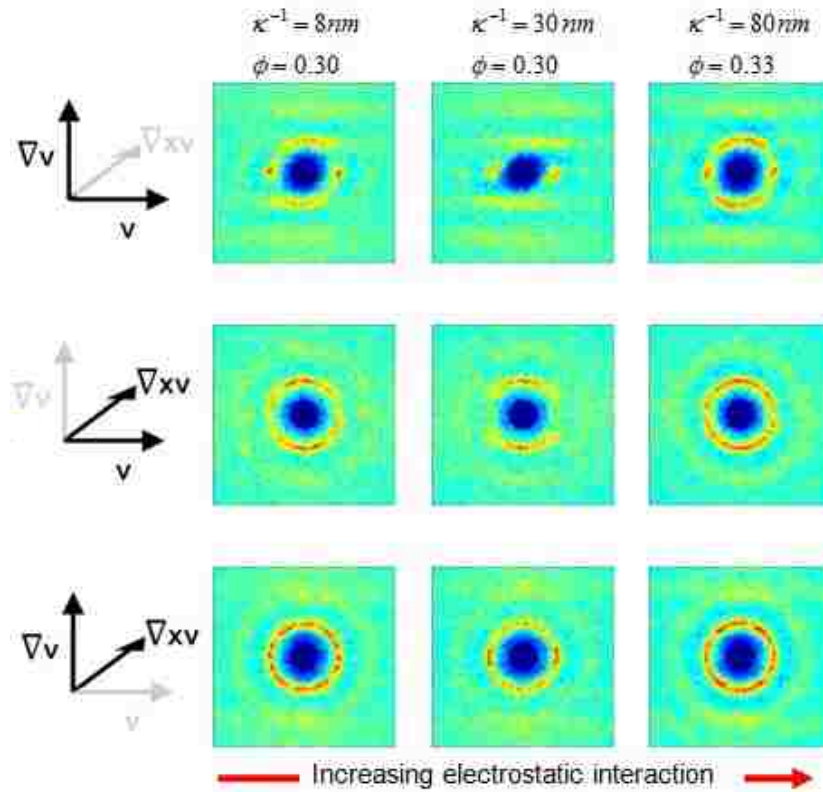 κ⁻¹ = 8nm κ⁻¹ = 30nm κ⁻¹ = 80nm
ϕ = 0.30 ϕ = 0.30 ϕ = 0.33
∇v
∇xv
v
∇v
∇xv
v
∇v
∇xv
v
Increasing electrostatic interaction